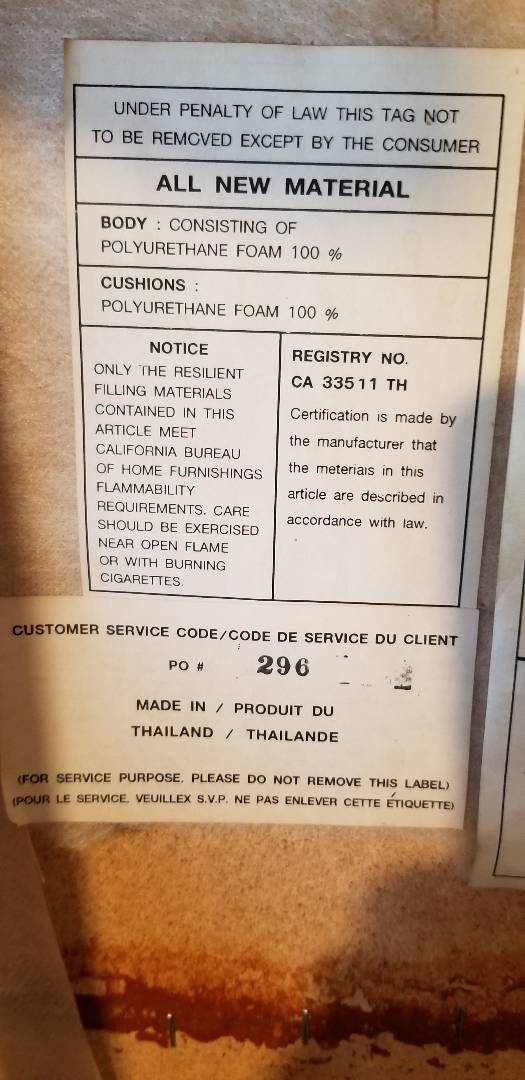 UNDER PENALTY OF LAW THIS TAG NOT
TO BE REMOVED EXCEPT BY THE CONSUMER
ALL NEW MATERIAL
BODY : CONSISTING OF
POLYURETHANE FOAM 100 %
CUSHIONS :
POLYURETHANE FOAM 100 %
NOTICE
ONLY THE RESILIENT
FILLING MATERIALS
CONTAINED IN THIS
ARTICLE MEET
CALIFORNIA BUREAU
OF HOME FURNISHINGS
FLAMMABILITY
REQUIREMENTS. CARE
SHOULD BE EXERCISED
NEAR OPEN FLAME
OR WITH BURNING
CIGARETTES.
REGISTRY NO.
CA 33511 TH
Certification is made by
the manufacturer that
the meteriais in this
article are described in
accordance with law.
CUSTOMER SERVICE CODE/CODE DE SERVICE DU CLIENT
PO # 296
MADE IN / PRODUIT DU
THAILAND / THAILANDE
(FOR SERVICE PURPOSE. PLEASE DO NOT REMOVE THIS LABEL)
(POUR LE SERVICE. VEUILLEX S.V.P. NE PAS ENLEVER CETTE ÉTIQUETTE)